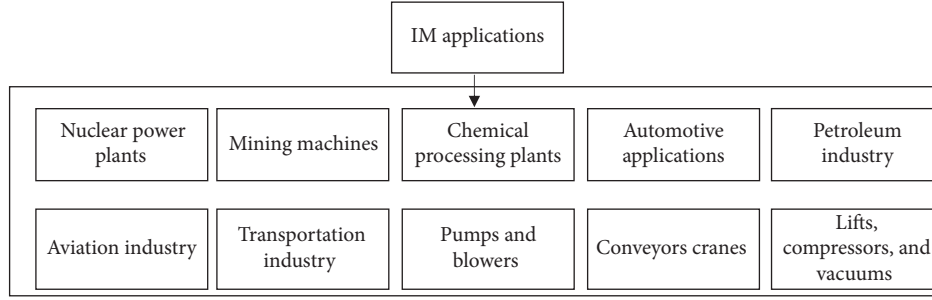 IM applications
Nuclear power
plants
Mining machines
Chemical
processing plants
Automotive
applications
Petroleum
industry
Aviation industry
Transportation
industry
Pumps and
blowers
Conveyors cranes
Lifts,
compressors, and
vacuums